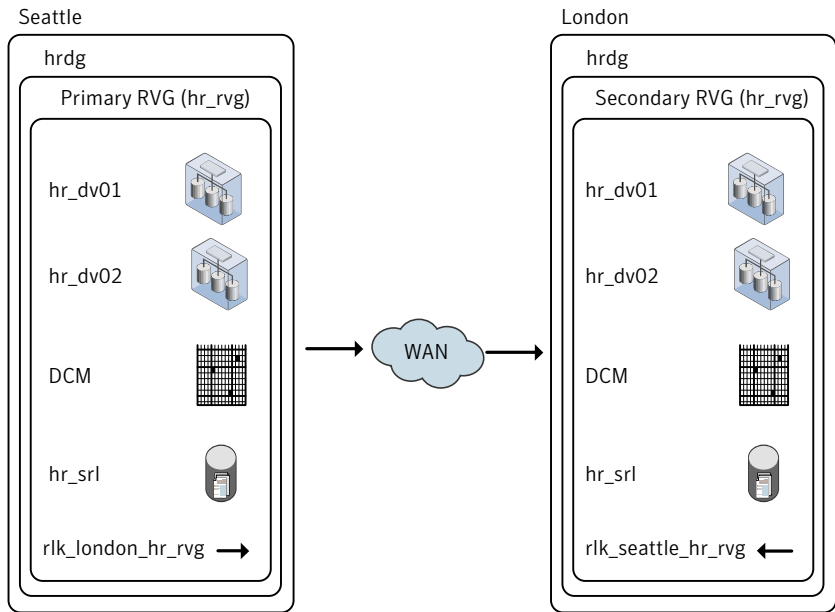 Seattle
hrdg
Primary RVG (hr_rvg)
hr_dv01
hr_dv02
DCM
hr_srl
rlk_london_hr_rvg
WAN
London
hrdg
Secondary RVG (hr_rvg)
hr_dv01
hr_dv02
DCM
hr_srl
rlk_seattle_hr_rvg